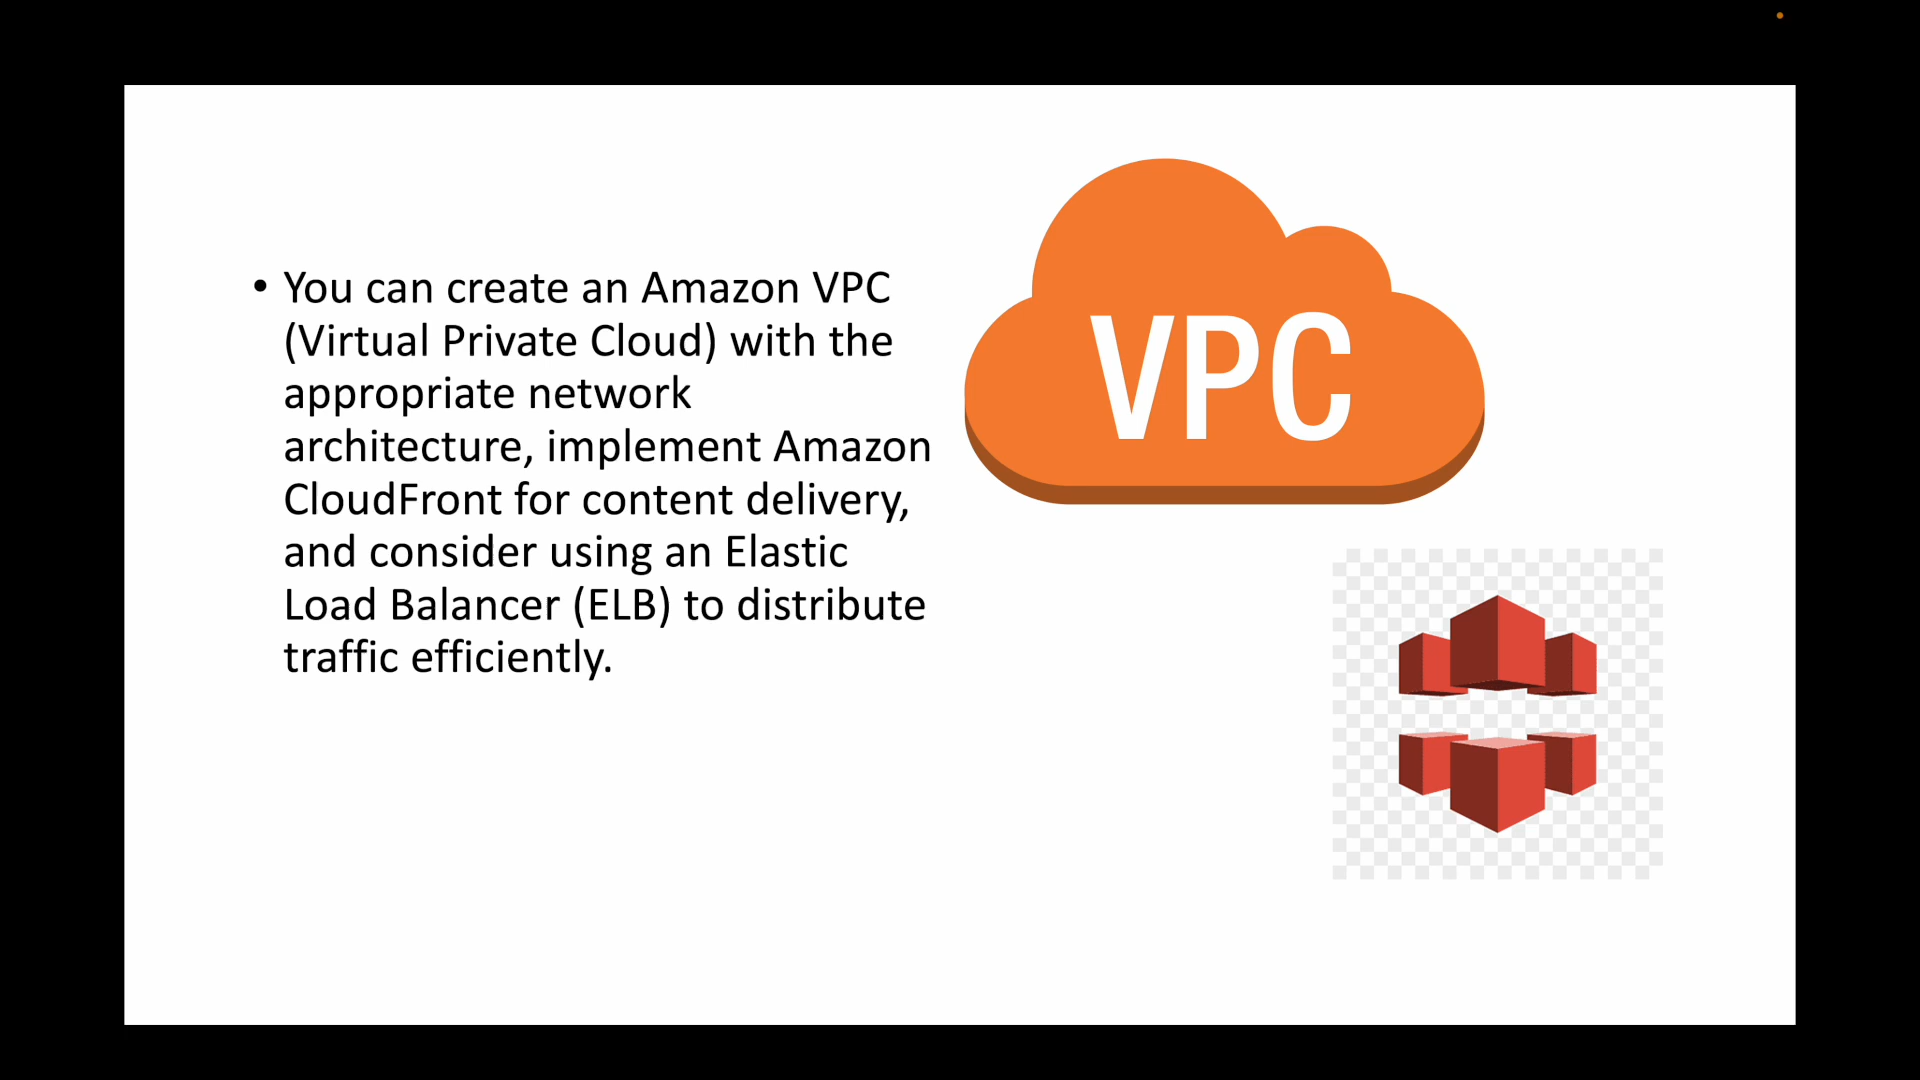 • You can create an Amazon VPC
(Virtual Private Cloud) with the
appropriate network
architecture, implement Amazon
CloudFront for content delivery,
and consider using an Elastic
Load Balancer (ELB) to distribute
traffic efficiently.
VPC